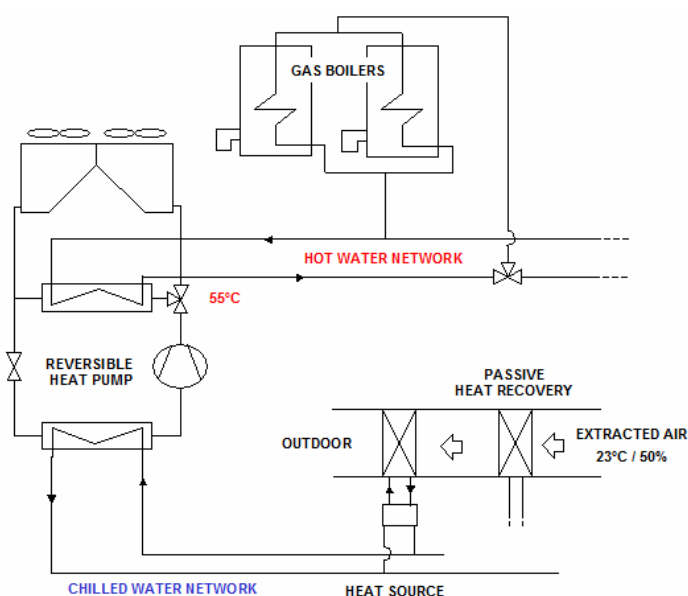 GAS BOILERS
HOT WATER NETWORK
55°C
REVERSIBLE
HEAT PUMP
PASSIVE
HEAT RECOVERY
OUTDOOR
EXTRACTED AIR
23°C / 50%
CHILLED WATER NETWORK
HEAT SOURCE